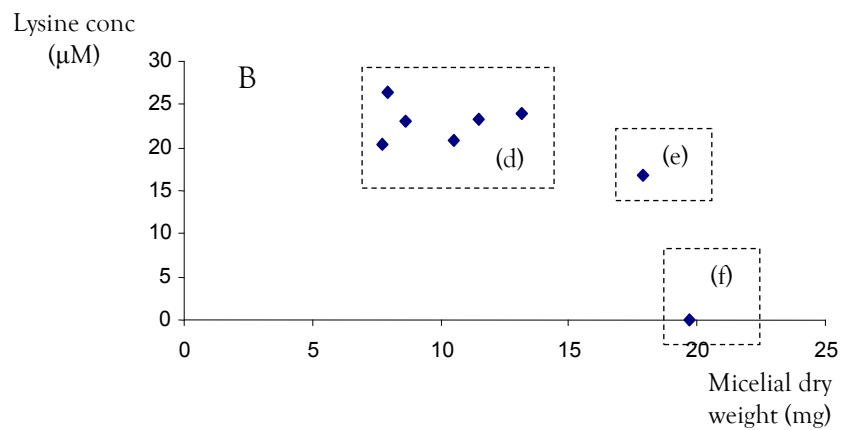 Lysine conc
(µM)
30
B
25
20
(d)
(e)
15
10
5
(f)
0
0 5 10 15 20 25
Micelial dry
weight (mg)